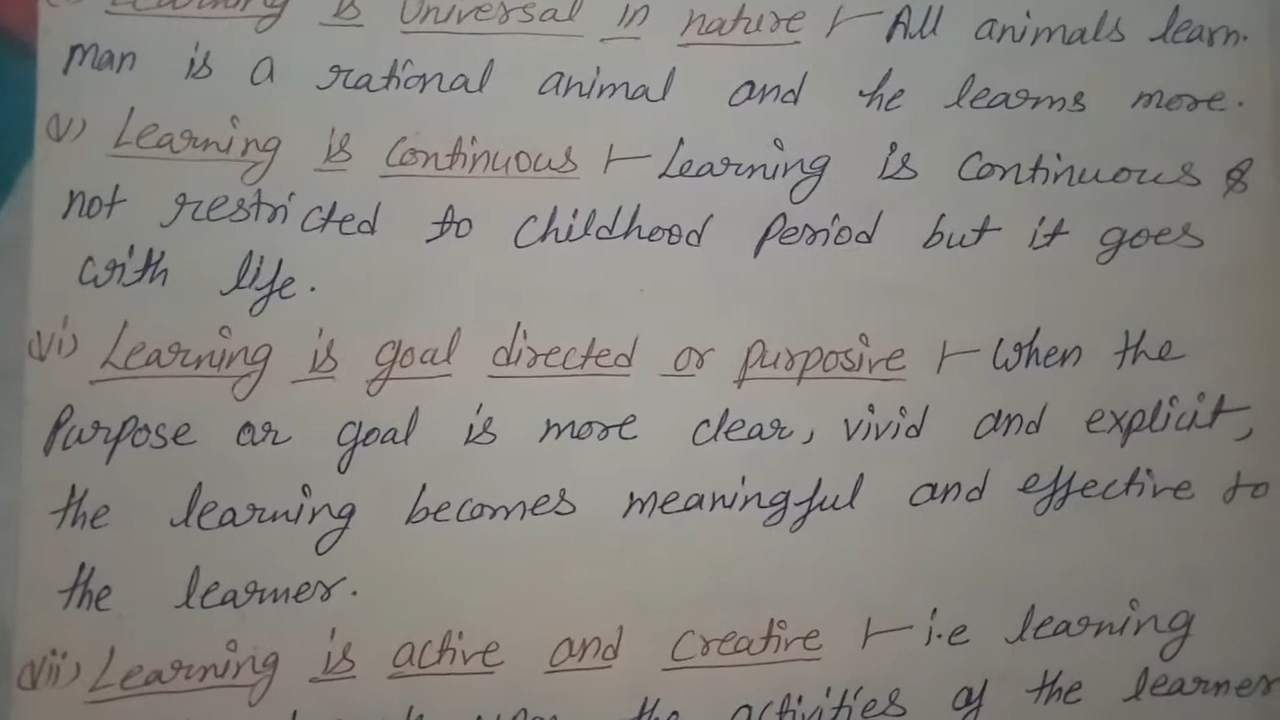 Learning is Universal in nature :- All animals learn.
man is a rational animal and he learns more.
v) Learning is continuous :- Learning is continuous &
not restricted to childhood period but it goes
with life.
vi) Learning is goal directed or purposive :- When the
Purpose or goal is more clear, vivid and explicit,
the learning becomes meaningful and effective to
the learner.
vii) Learning is active and creative :- i.e learning
the activities of the learner